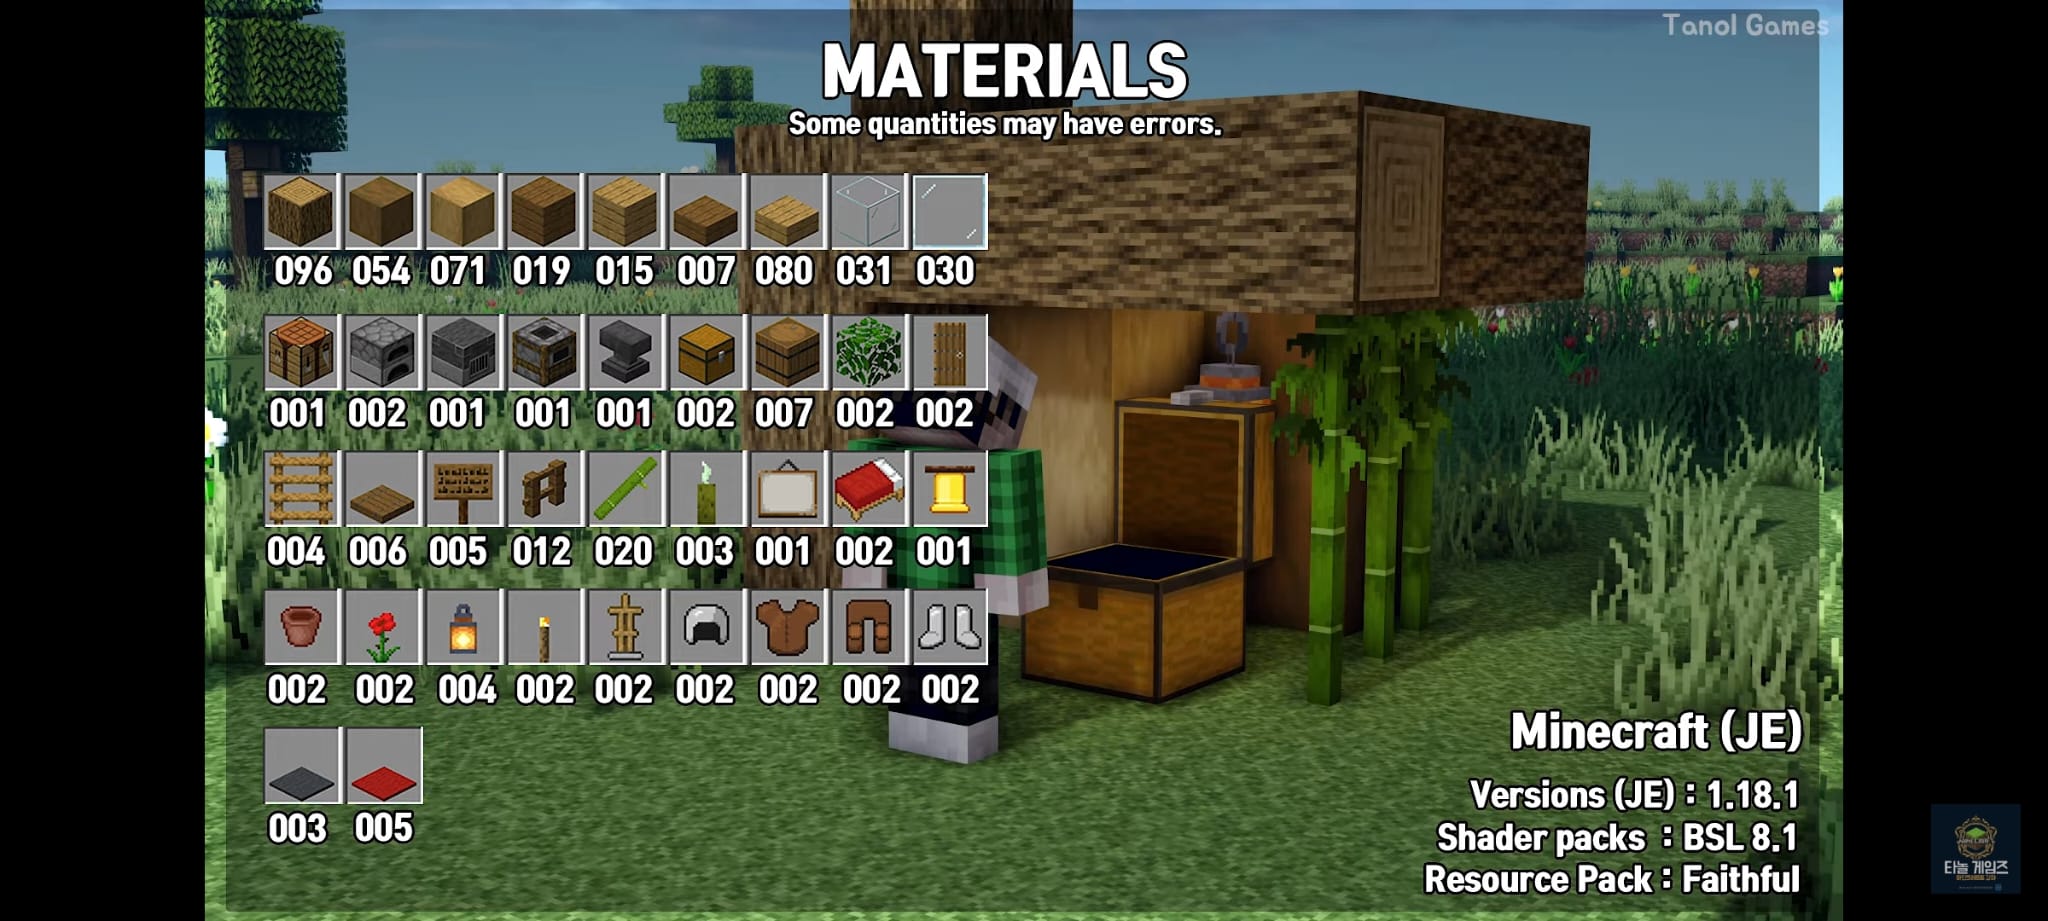 Tanol Games
MATERIALS
Some quantities may have errors.
096 054 071 019 015 007 080 031 030
001 002 001 001 001 002 007 002 002
004 006 005 012 020 003 001 002 001
002 002 004 002 002 002 002 002 002
003 005
Minecraft (JE)
Versions (JE) : 1.18.1
Shader packs : BSL 8.1
Resource Pack : Faithful
타놀 게임즈